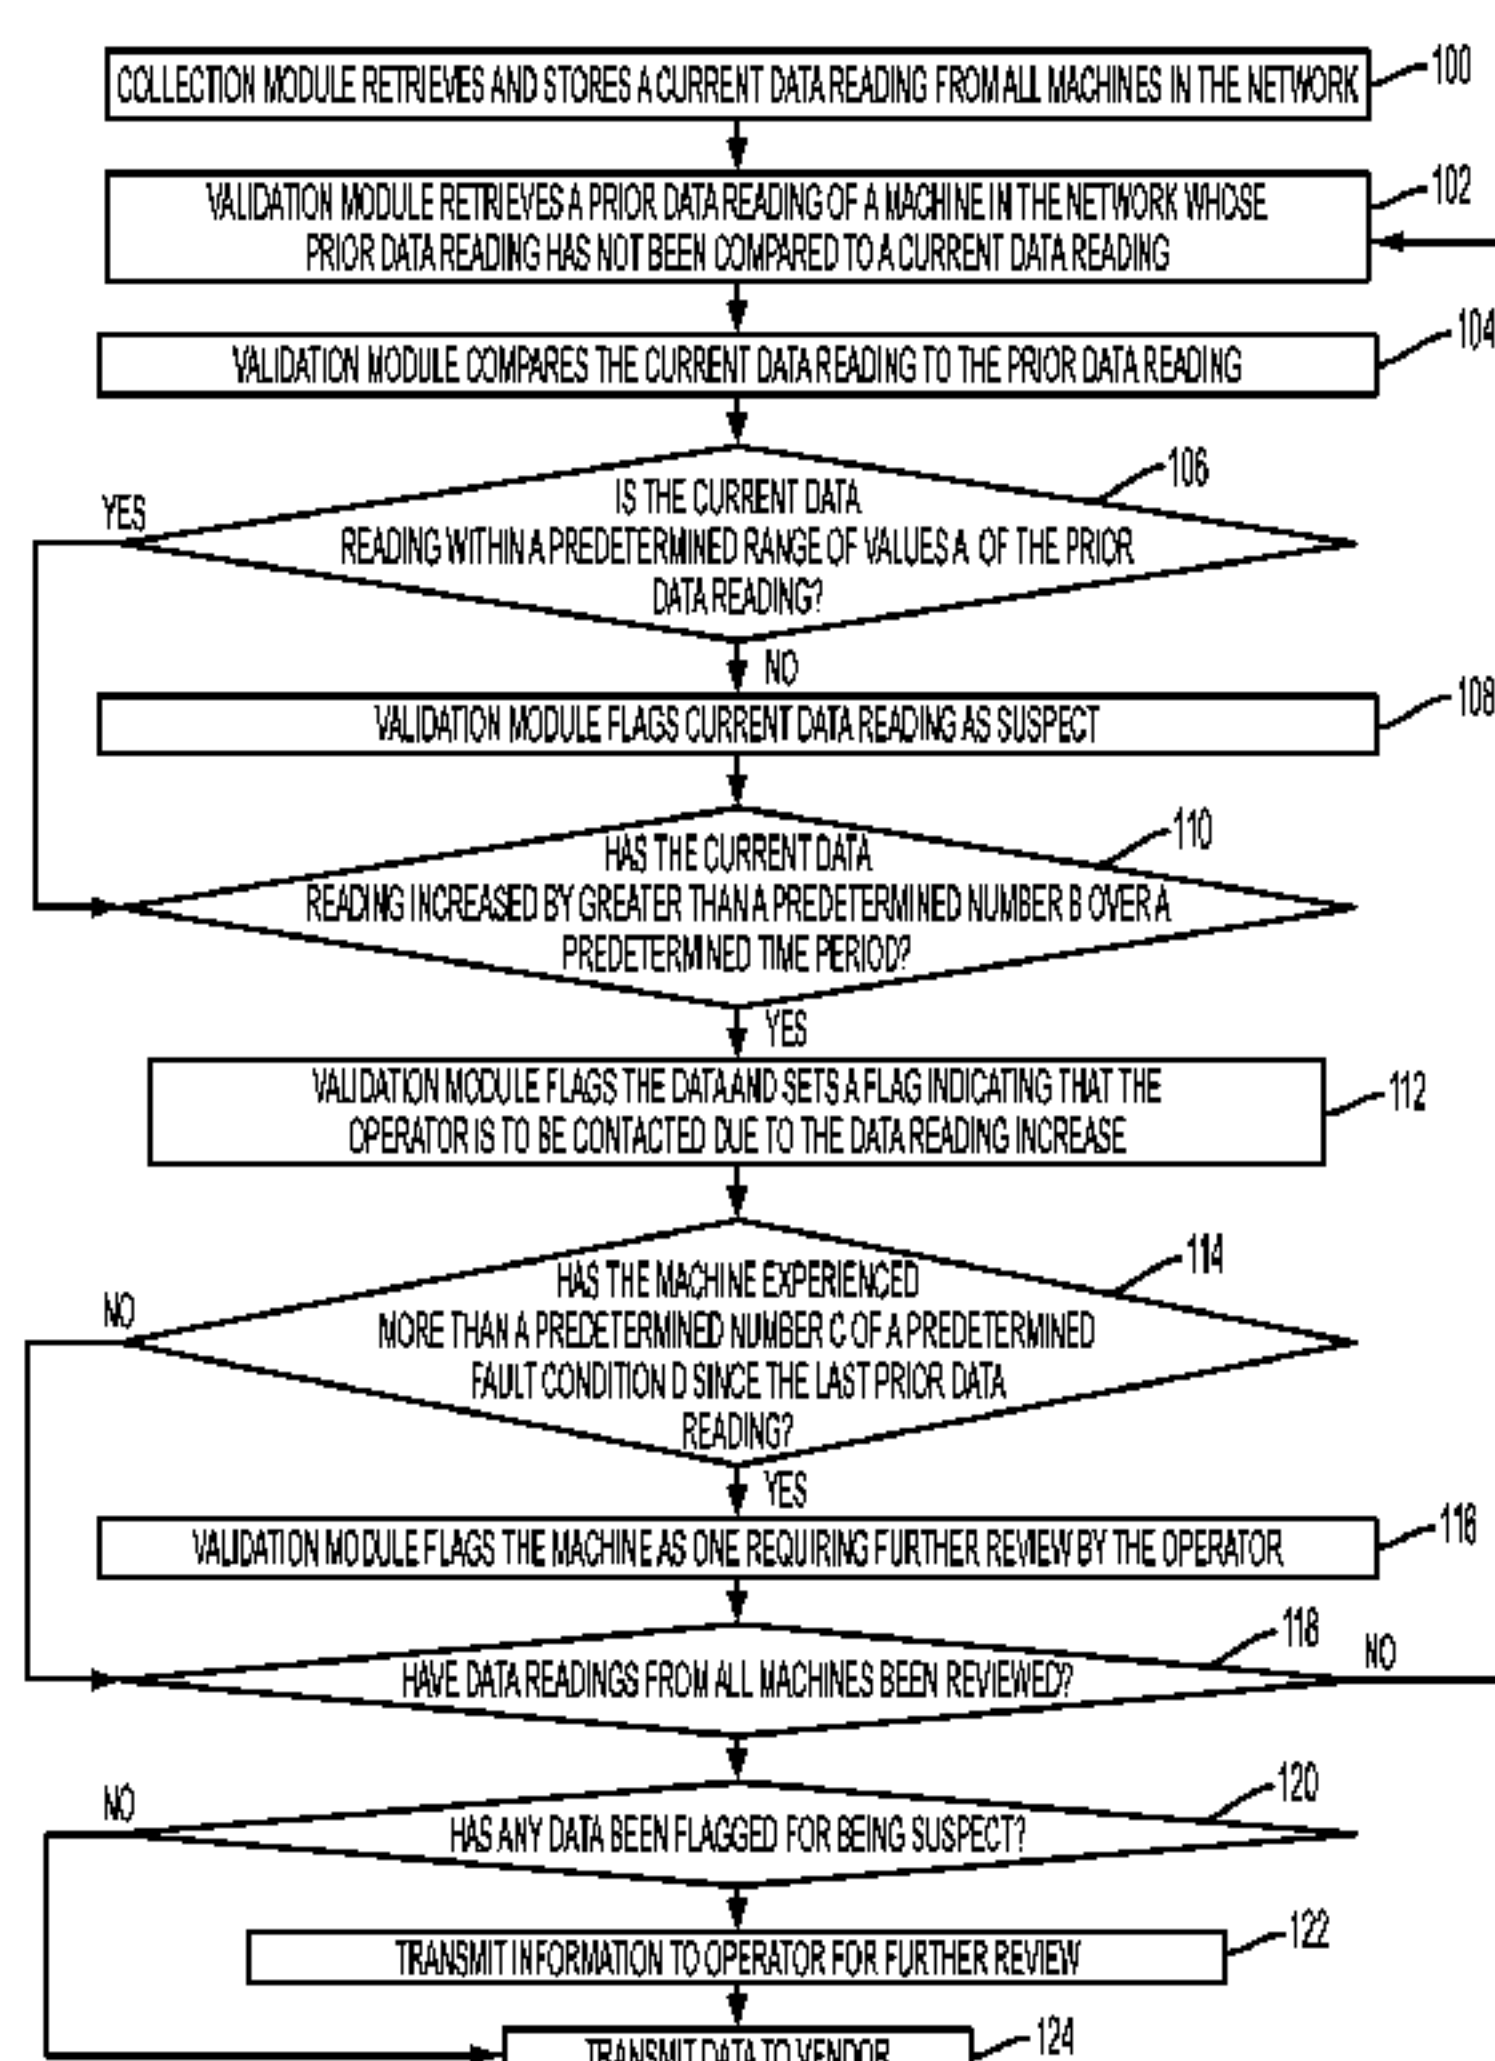 COLLECTION MODULE RETRIEVES AND STORES A CURRENT DATA READING FROM ALL MACHINES IN THE NETWORK
100
VALIDATION MODULE RETRIEVES A PRIOR DATA READING OF A MACHINE IN THE NETWORK WHOSE
PRIOR DATA READING HAS NOT BEEN COMPARED TO A CURRENT DATA READING
102
VALIDATION MODULE COMPARES THE CURRENT DATA READING TO THE PRIOR DATA READING
104
IS THE CURRENT DATA
READING WITHIN A PREDETERMINED RANGE OF VALUES A OF THE PRIOR
DATA READING?
106
YES
NO
VALIDATION MODULE FLAGS CURRENT DATA READING AS SUSPECT
108
HAS THE CURRENT DATA
READING INCREASED BY GREATER THAN A PREDETERMINED NUMBER B OVER A
PREDETERMINED TIME PERIOD?
110
YES
VALIDATION MODULE FLAGS THE DATA AND SETS A FLAG INDICATING THAT THE
OPERATOR IS TO BE CONTACTED DUE TO THE DATA READING INCREASE
112
HAS THE MACHINE EXPERIENCED
MORE THAN A PREDETERMINED NUMBER C OF A PREDETERMINED
FAULT CONDITION D SINCE THE LAST PRIOR DATA
READING?
114
NO
YES
VALIDATION MODULE FLAGS THE MACHINE AS ONE REQUIRING FURTHER REVIEW BY THE OPERATOR
116
HAVE DATA READINGS FROM ALL MACHINES BEEN REVIEWED?
118
NO
HAS ANY DATA BEEN FLAGGED FOR BEING SUSPECT?
120
NO
TRANSMIT INFORMATION TO OPERATOR FOR FURTHER REVIEW
122
TRANSMIT DATA TO VENDOR
124